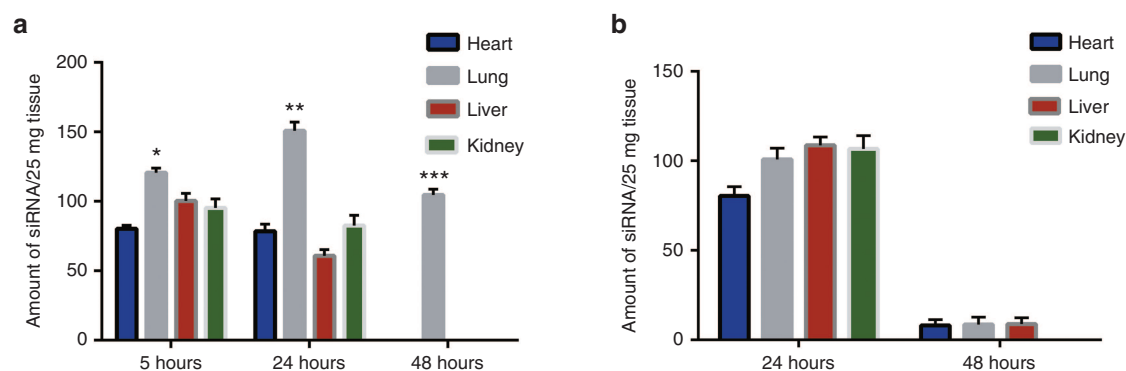 a
Amount of siRNA/25 mg tissue
200
150
100
50
0
*
**
***
5 hours
24 hours
48 hours
Heart
Lung
Liver
Kidney
b
Amount of siRNA/25 mg tissue
150
100
50
0
24 hours
48 hours
Heart
Lung
Liver
Kidney